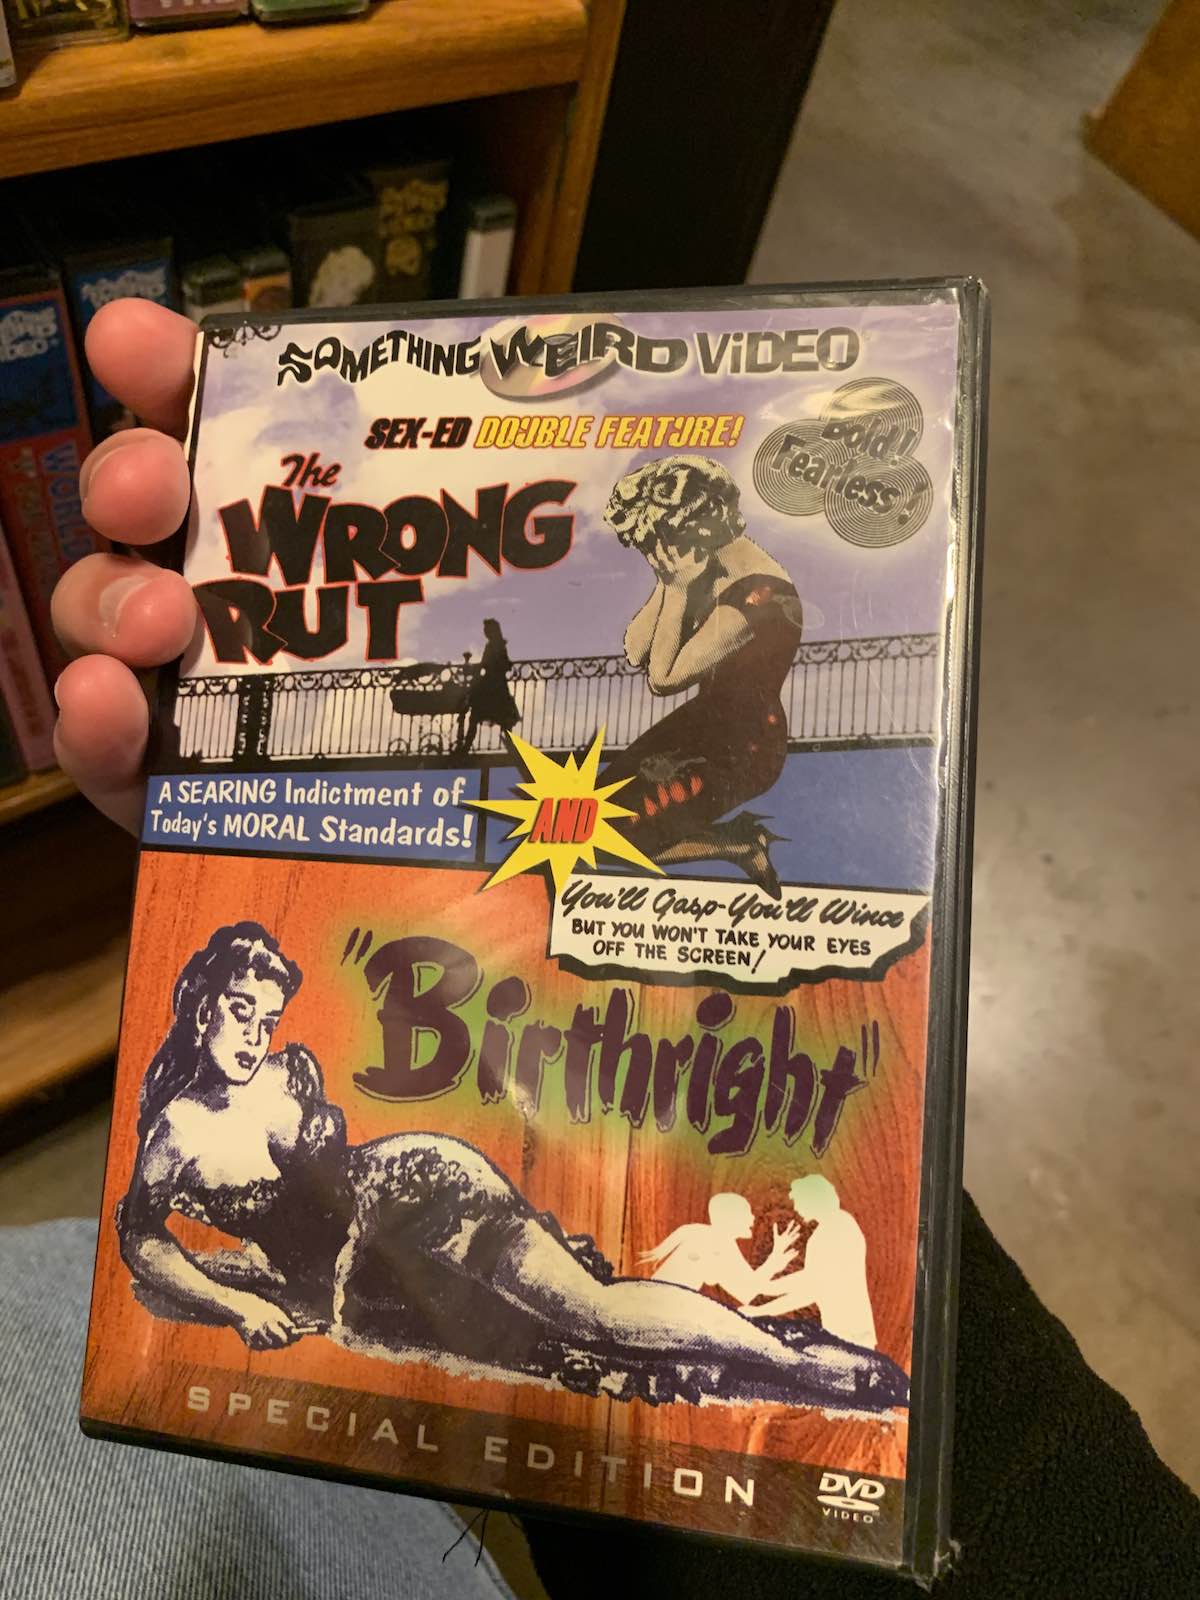 SOMETHING WEIRD VIDEO
SEX-ED DOUBLE FEATURE!
Bold!
Fearless!
The
WRONG
RUT
A SEARING Indictment of
Today's MORAL Standards!
AND
You'll Gasp-You'll Wince
BUT YOU WON'T TAKE YOUR EYES
OFF THE SCREEN!
"Birthright"
SPECIAL EDITION
DVD
VIDEO